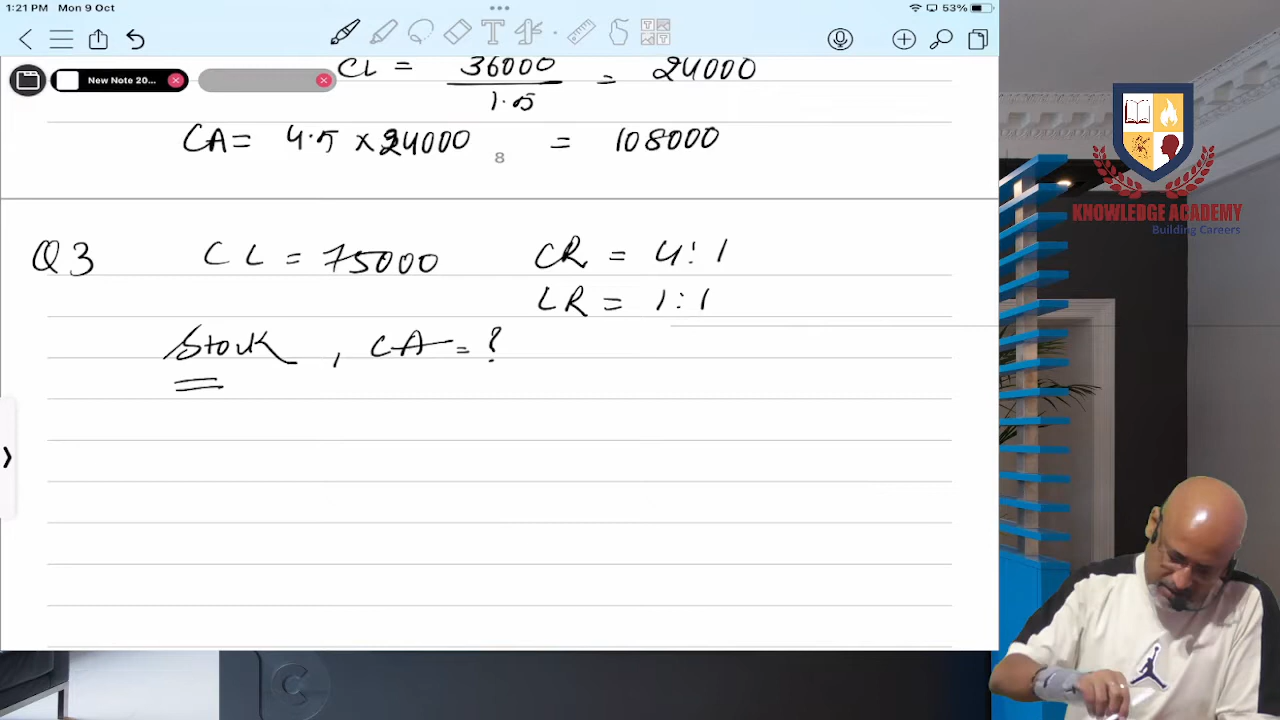 1:21 PM Mon 9 Oct
53%
New Note 20...
CL = 36000 / 1.5 = 24000
CA = 4.5 x 24000 = 108000
8
Q3 CL = 75000 CR = 4:1
LR = 1:1
Stock, CA = ?
KNOWLEDGE ACADEMY
Building Careers